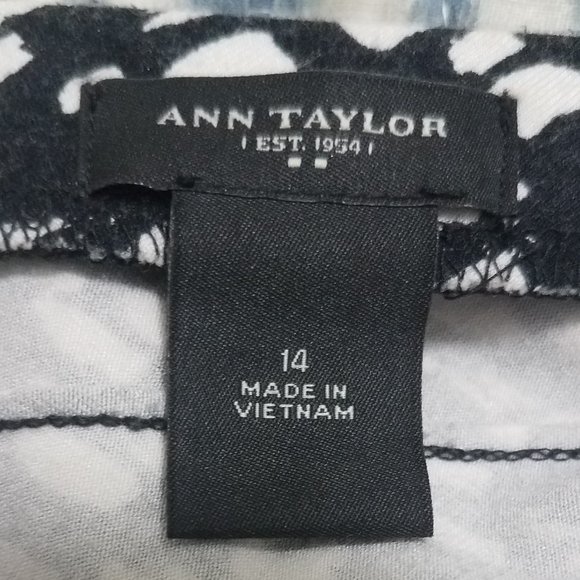 ANN TAYLOR
EST. 1954
14
MADE IN
VIETNAM